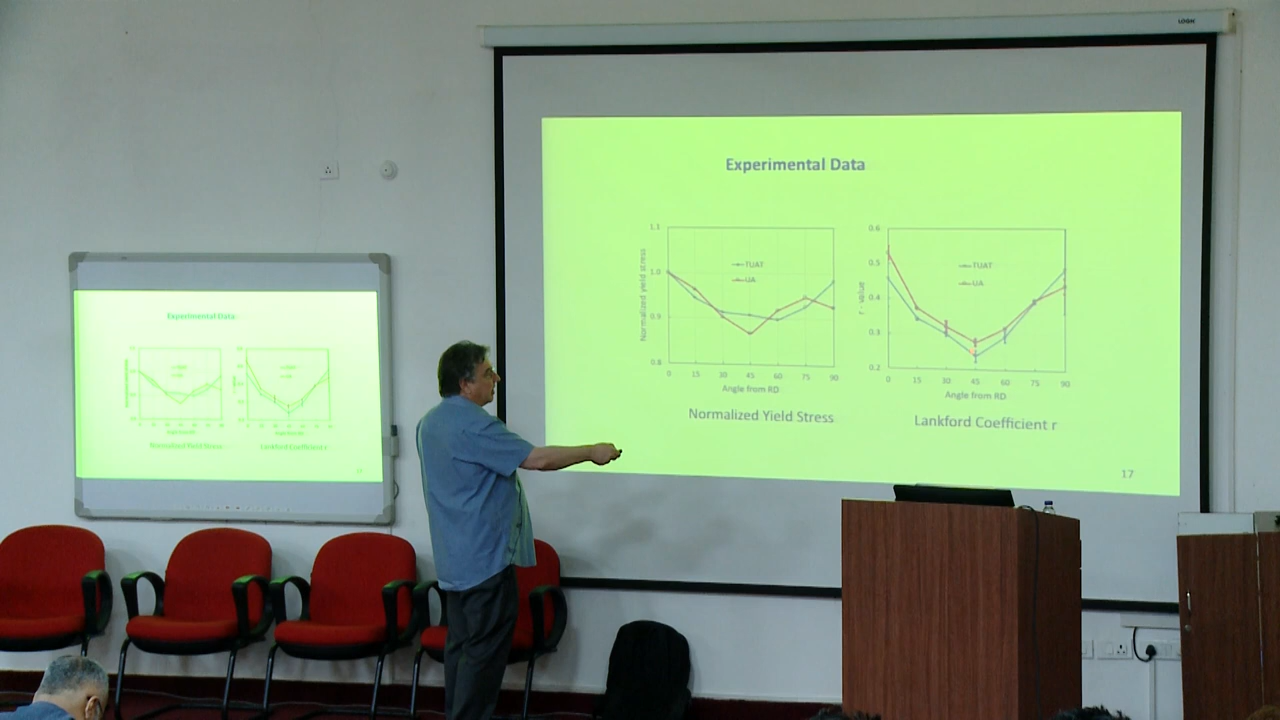 LOGIN
Experimental Data
1.1
1.0
0.9
0.8
Normalized yield stress
TUAT
UA
0 15 30 45 60 75 90
Angle from RD
Normalized Yield Stress
0.6
0.5
0.4
0.3
0.2
r - value
TUAT
UA
0 15 30 45 60 75 90
Angle from RD
Lankford Coefficient r
17
Experimental Data
Normalized Yield Stress
Lankford Coefficient r